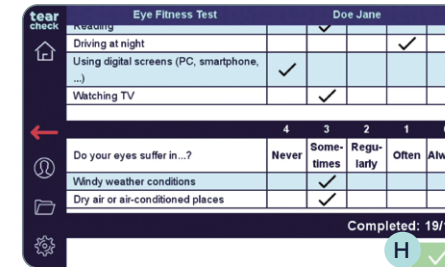 tear
check
Eye Fitness Test
Doe Jane
Reading
Driving at night
Using digital screens (PC, smartphone,
...)
Watching TV
4 3 2 1
Do your eyes suffer in...?
Never
Some-
times
Regu-
larly
Often
Windy weather conditions
Dry air or air-conditioned places
Completed: 19/
H